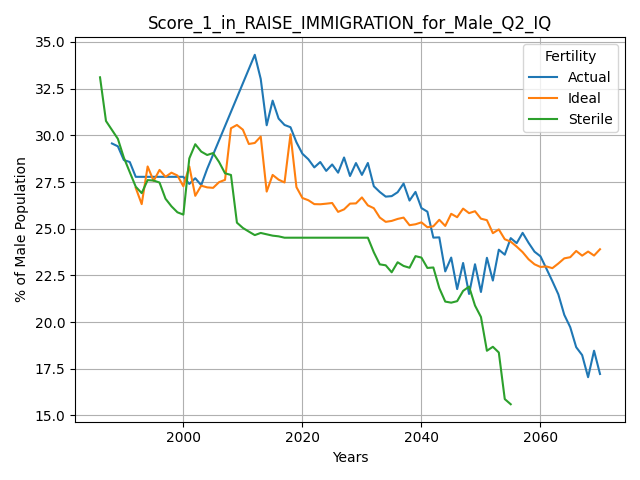 Score_1_in_RAISE_IMMIGRATION_for_Male_Q2_IQ
35.0
32.5
30.0
27.5
25.0
22.5
20.0
17.5
15.0
% of Male Population
Fertility
Actual
Ideal
Sterile
2000
2020
2040
2060
Years